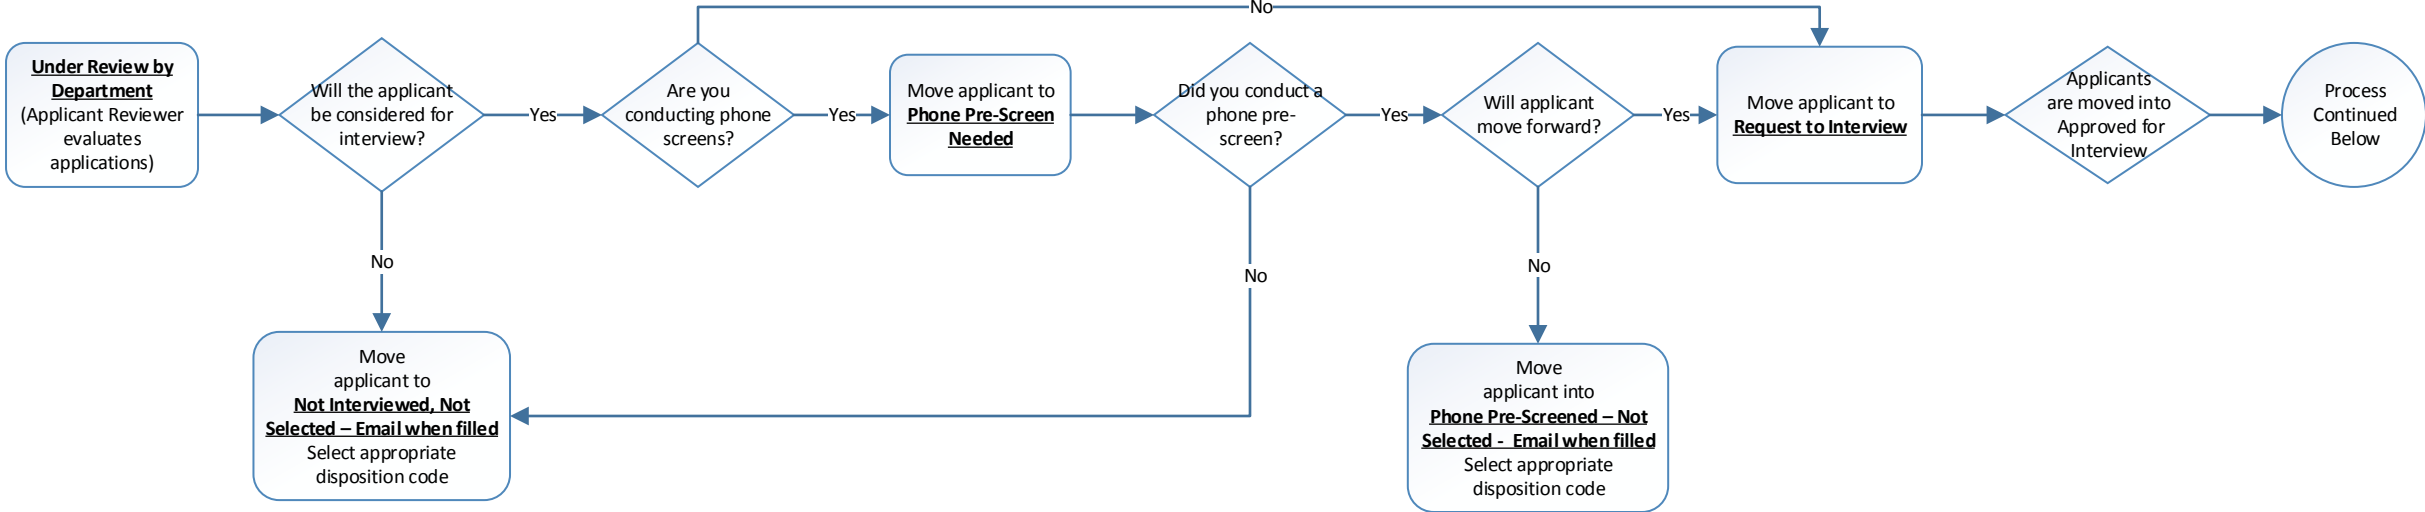 No
Under Review by
Department
(Applicant Reviewer
evaluates
applications)
Will the applicant
be considered for
interview?
Yes
Are you
conducting phone
screens?
Yes
Move applicant to
Phone Pre-Screen
Needed
Did you conduct a
phone pre-
screen?
Yes
Will applicant
move forward?
Yes
Move applicant to
Request to Interview
Applicants
are moved into
Approved for
Interview
Process
Continued
Below
No
No
No
Move
applicant to
Not Interviewed, Not
Selected – Email when filled
Select appropriate
disposition code
Move
applicant into
Phone Pre-Screened – Not
Selected - Email when filled
Select appropriate
disposition code